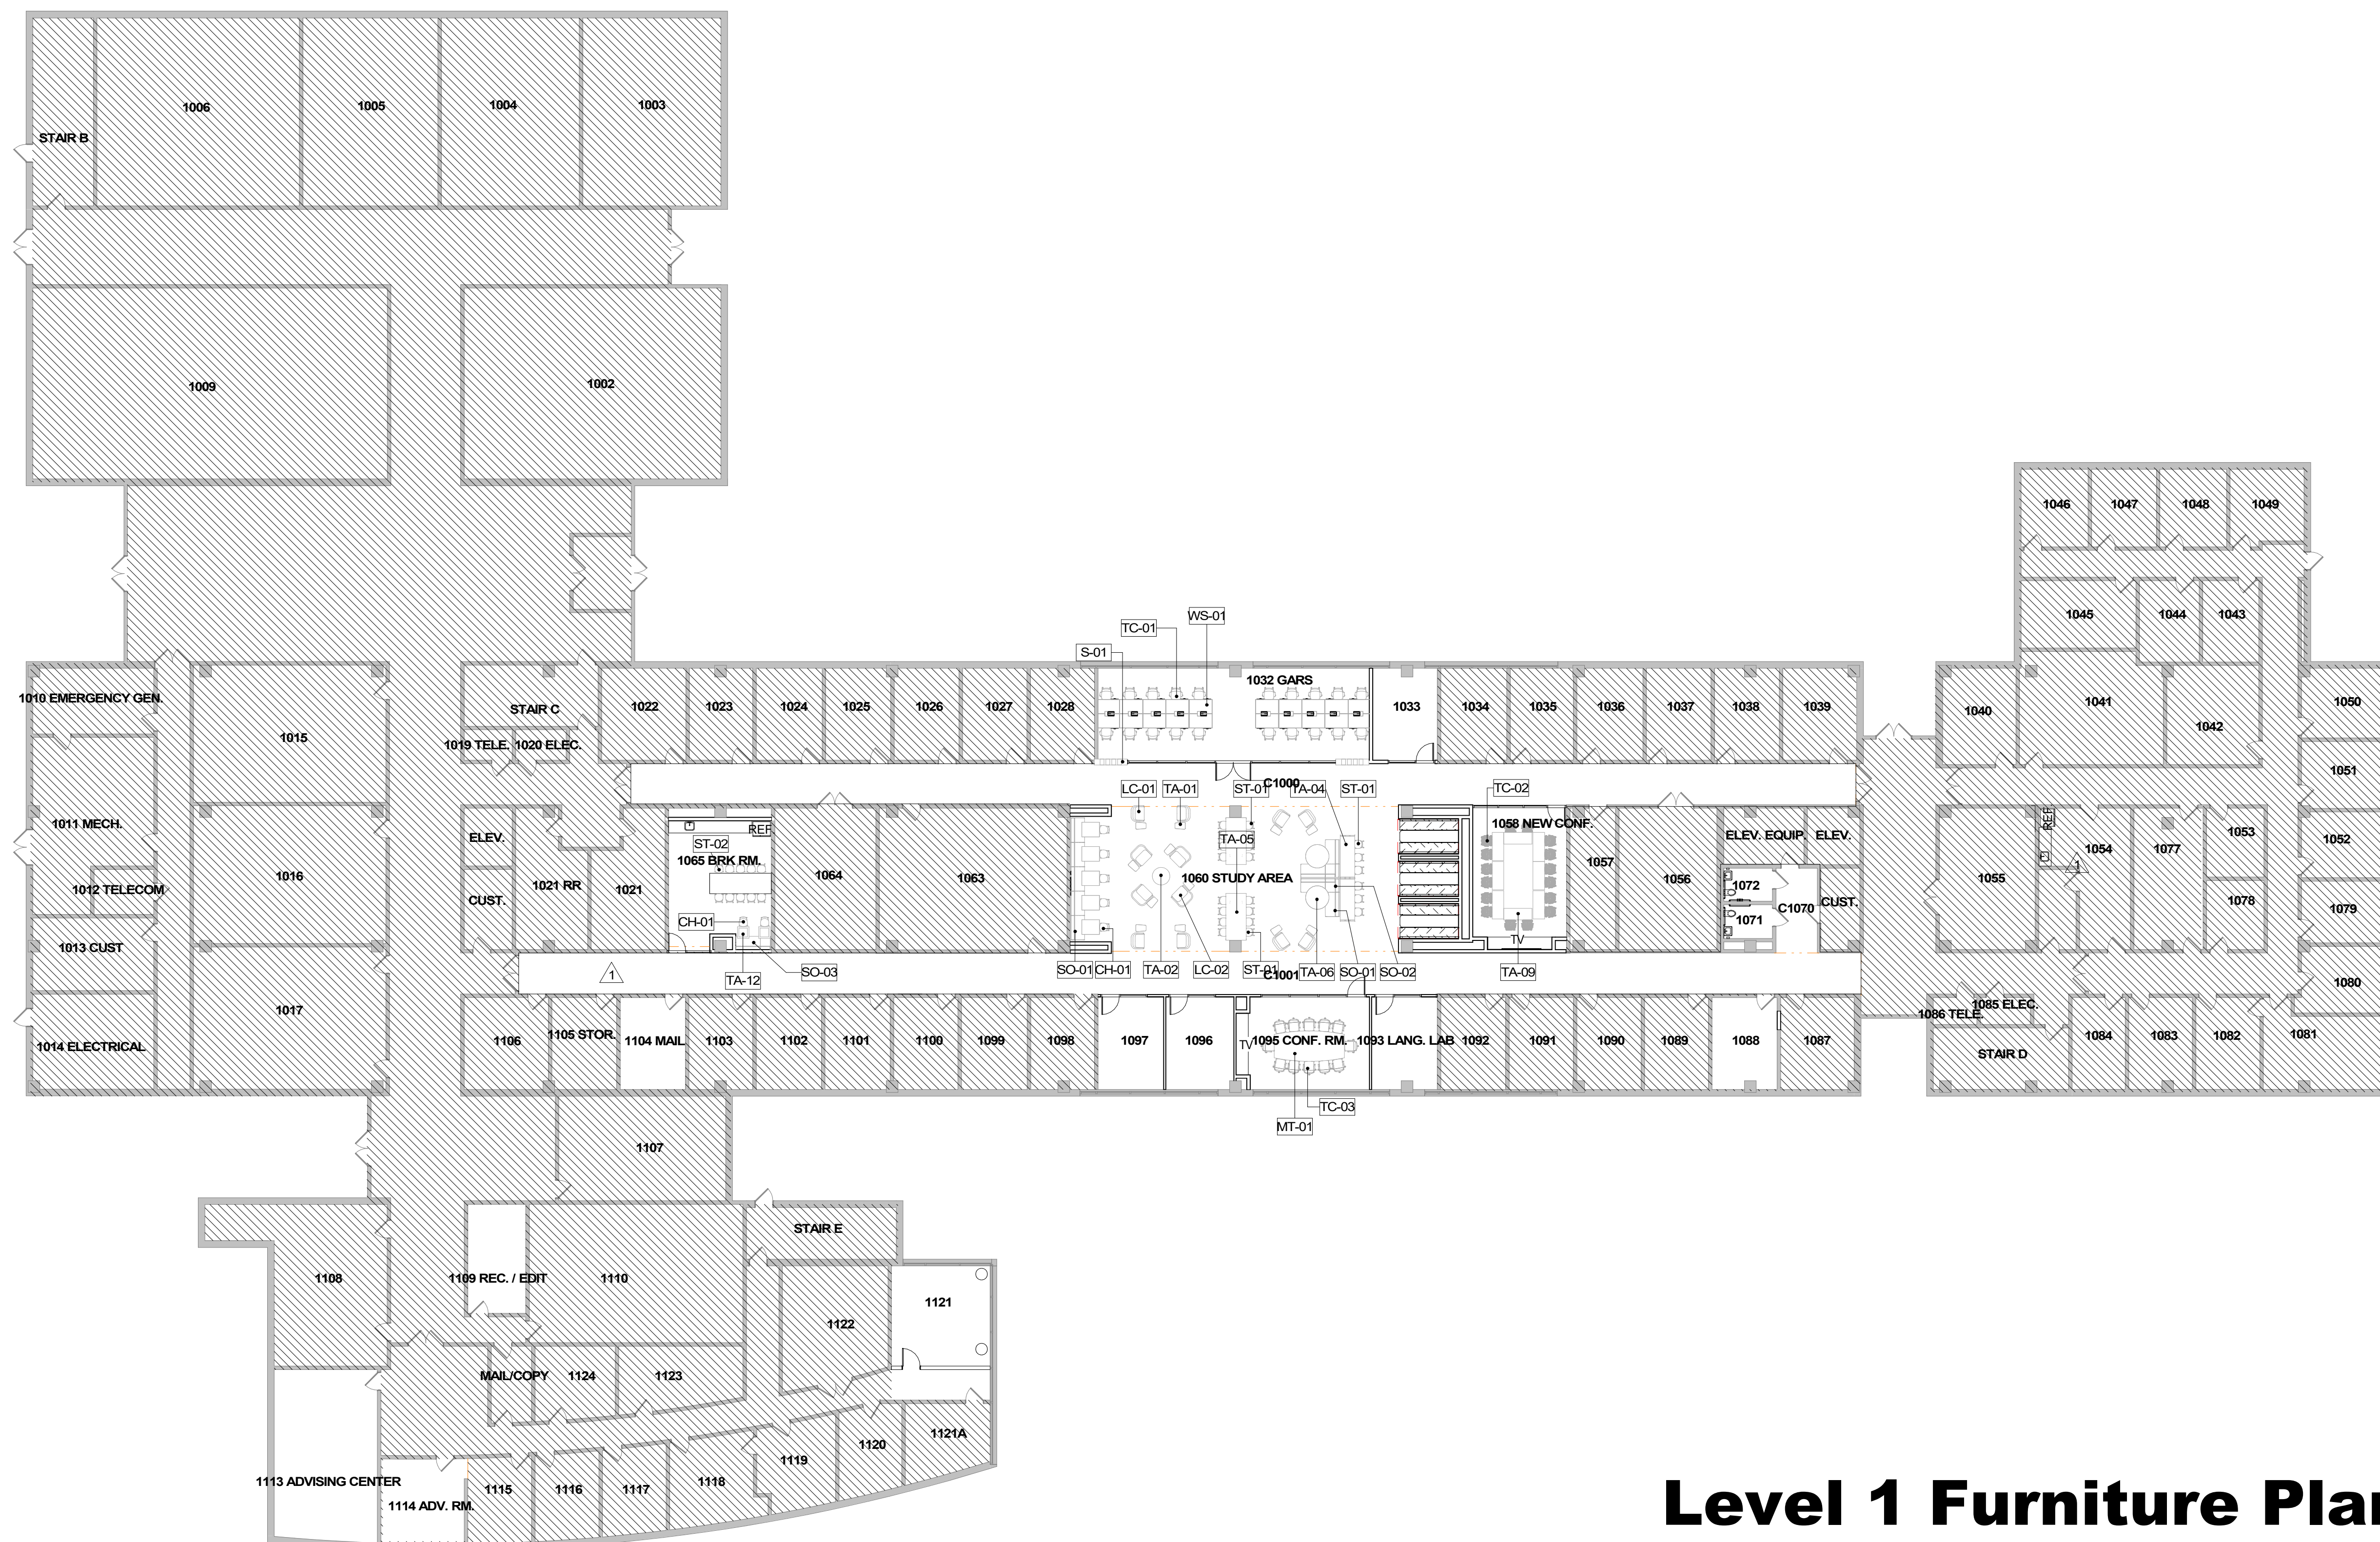 1006
1005
1004
1003
STAIR B
1009
1002
1046
1047
1048
1049
1045
1044
1043
WS-01
TC-01
S-01
1010 EMERGENCY GEN.
1015
STAIR C
1022
1023
1024
1025
1026
1027
1028
1032 GARS
1033
1034
1035
1036
1037
1038
1039
1040
1041
1042
1050
1019 TELE.
1020 ELEC.
1051
C1000
LC-01
TA-01
ST-01
TA-04
ST-01
TC-02
1011 MECH.
ELEV.
REF
ST-02
1065 BRK RM.
TA-05
1058 NEW CONF.
ELEV. EQUIP.
ELEV.
REF
1054
1077
1053
1052
1
1016
1012 TELECOM
1021 RR
1021
1064
1063
1060 STUDY AREA
1057
1056
1072
1071
C1070
CUST.
1055
1078
1079
CUST.
CH-01
1013 CUST
TV
1
TA-12
SO-03
SO-01
CH-01
TA-02
LC-02
ST-01
C1001
TA-06
SO-01
SO-02
TA-09
1080
1017
1014 ELECTRICAL
1106
1105 STOR.
1104 MAIL
1103
1102
1101
1100
1099
1098
1097
1096
TV
1095 CONF. RM.
1093 LANG. LAB
1092
1091
1090
1089
1088
1087
1086 TELE.
1085 ELEC.
STAIR D
1084
1083
1082
1081
TC-03
MT-01
1107
STAIR E
1108
1109 REC. / EDIT
1110
1121
1122
MAIL/COPY
1124
1123
1121A
1120
1119
1118
1117
1116
1115
1113 ADVISING CENTER
1114 ADV. RM.
Level 1 Furniture Plan